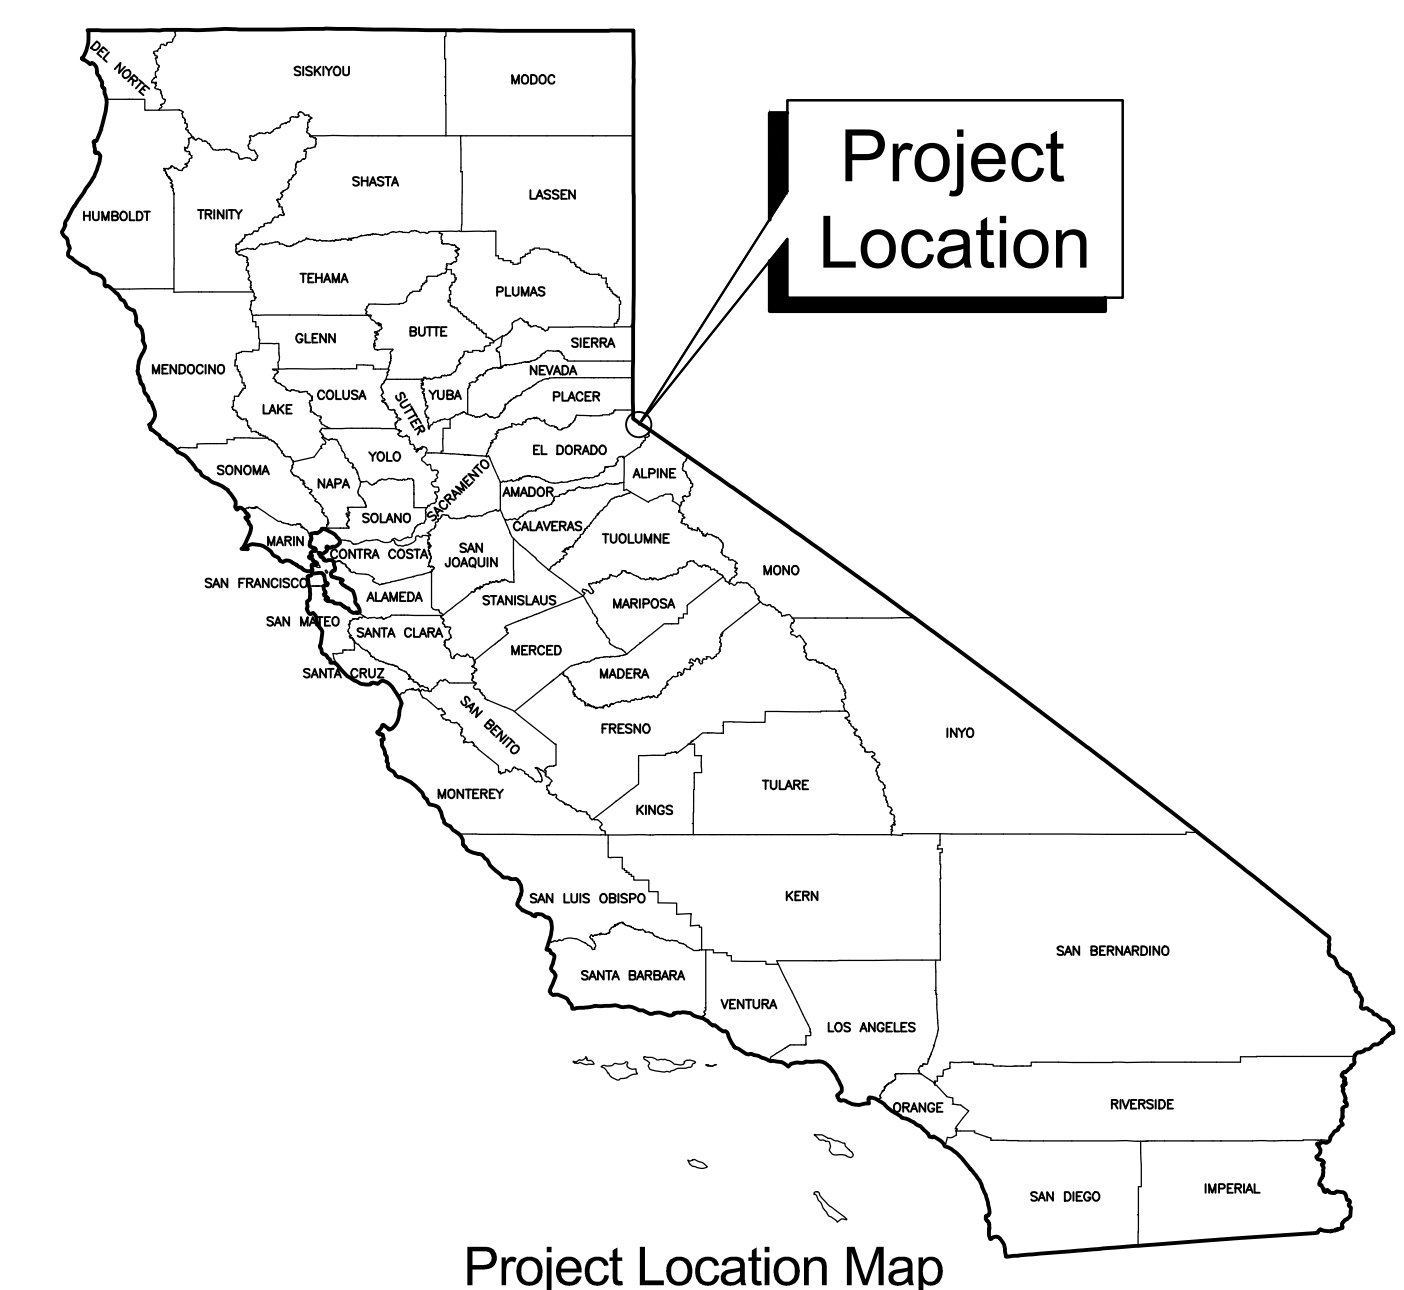 DEL NORTE
SISKIYOU
MODOC
Project
Location
SHASTA
LASSEN
HUMBOLDT
TRINITY
TEHAMA
PLUMAS
GLENN
BUTTE
SIERRA
MENDOCINO
NEVADA
COLUSA
YUBA
PLACER
LAKE
SUTTER
EL DORADO
YOLO
SONOMA
NAPA
SACRAMENTO
ALPINE
AMADOR
SOLANO
CALAVERAS
MARIN
TUOLUMNE
CONTRA COSTA
SAN
JOAQUIN
MONO
SAN FRANCISCO
ALAMEDA
STANISLAUS
MARIPOSA
SAN MATEO
SANTA CLARA
MERCED
SANTA CRUZ
MADERA
SAN BENITO
FRESNO
INYO
TULARE
MONTEREY
KINGS
SAN LUIS OBISPO
KERN
SAN BERNARDINO
SANTA BARBARA
VENTURA
LOS ANGELES
ORANGE
RIVERSIDE
SAN DIEGO
IMPERIAL
Project Location Map